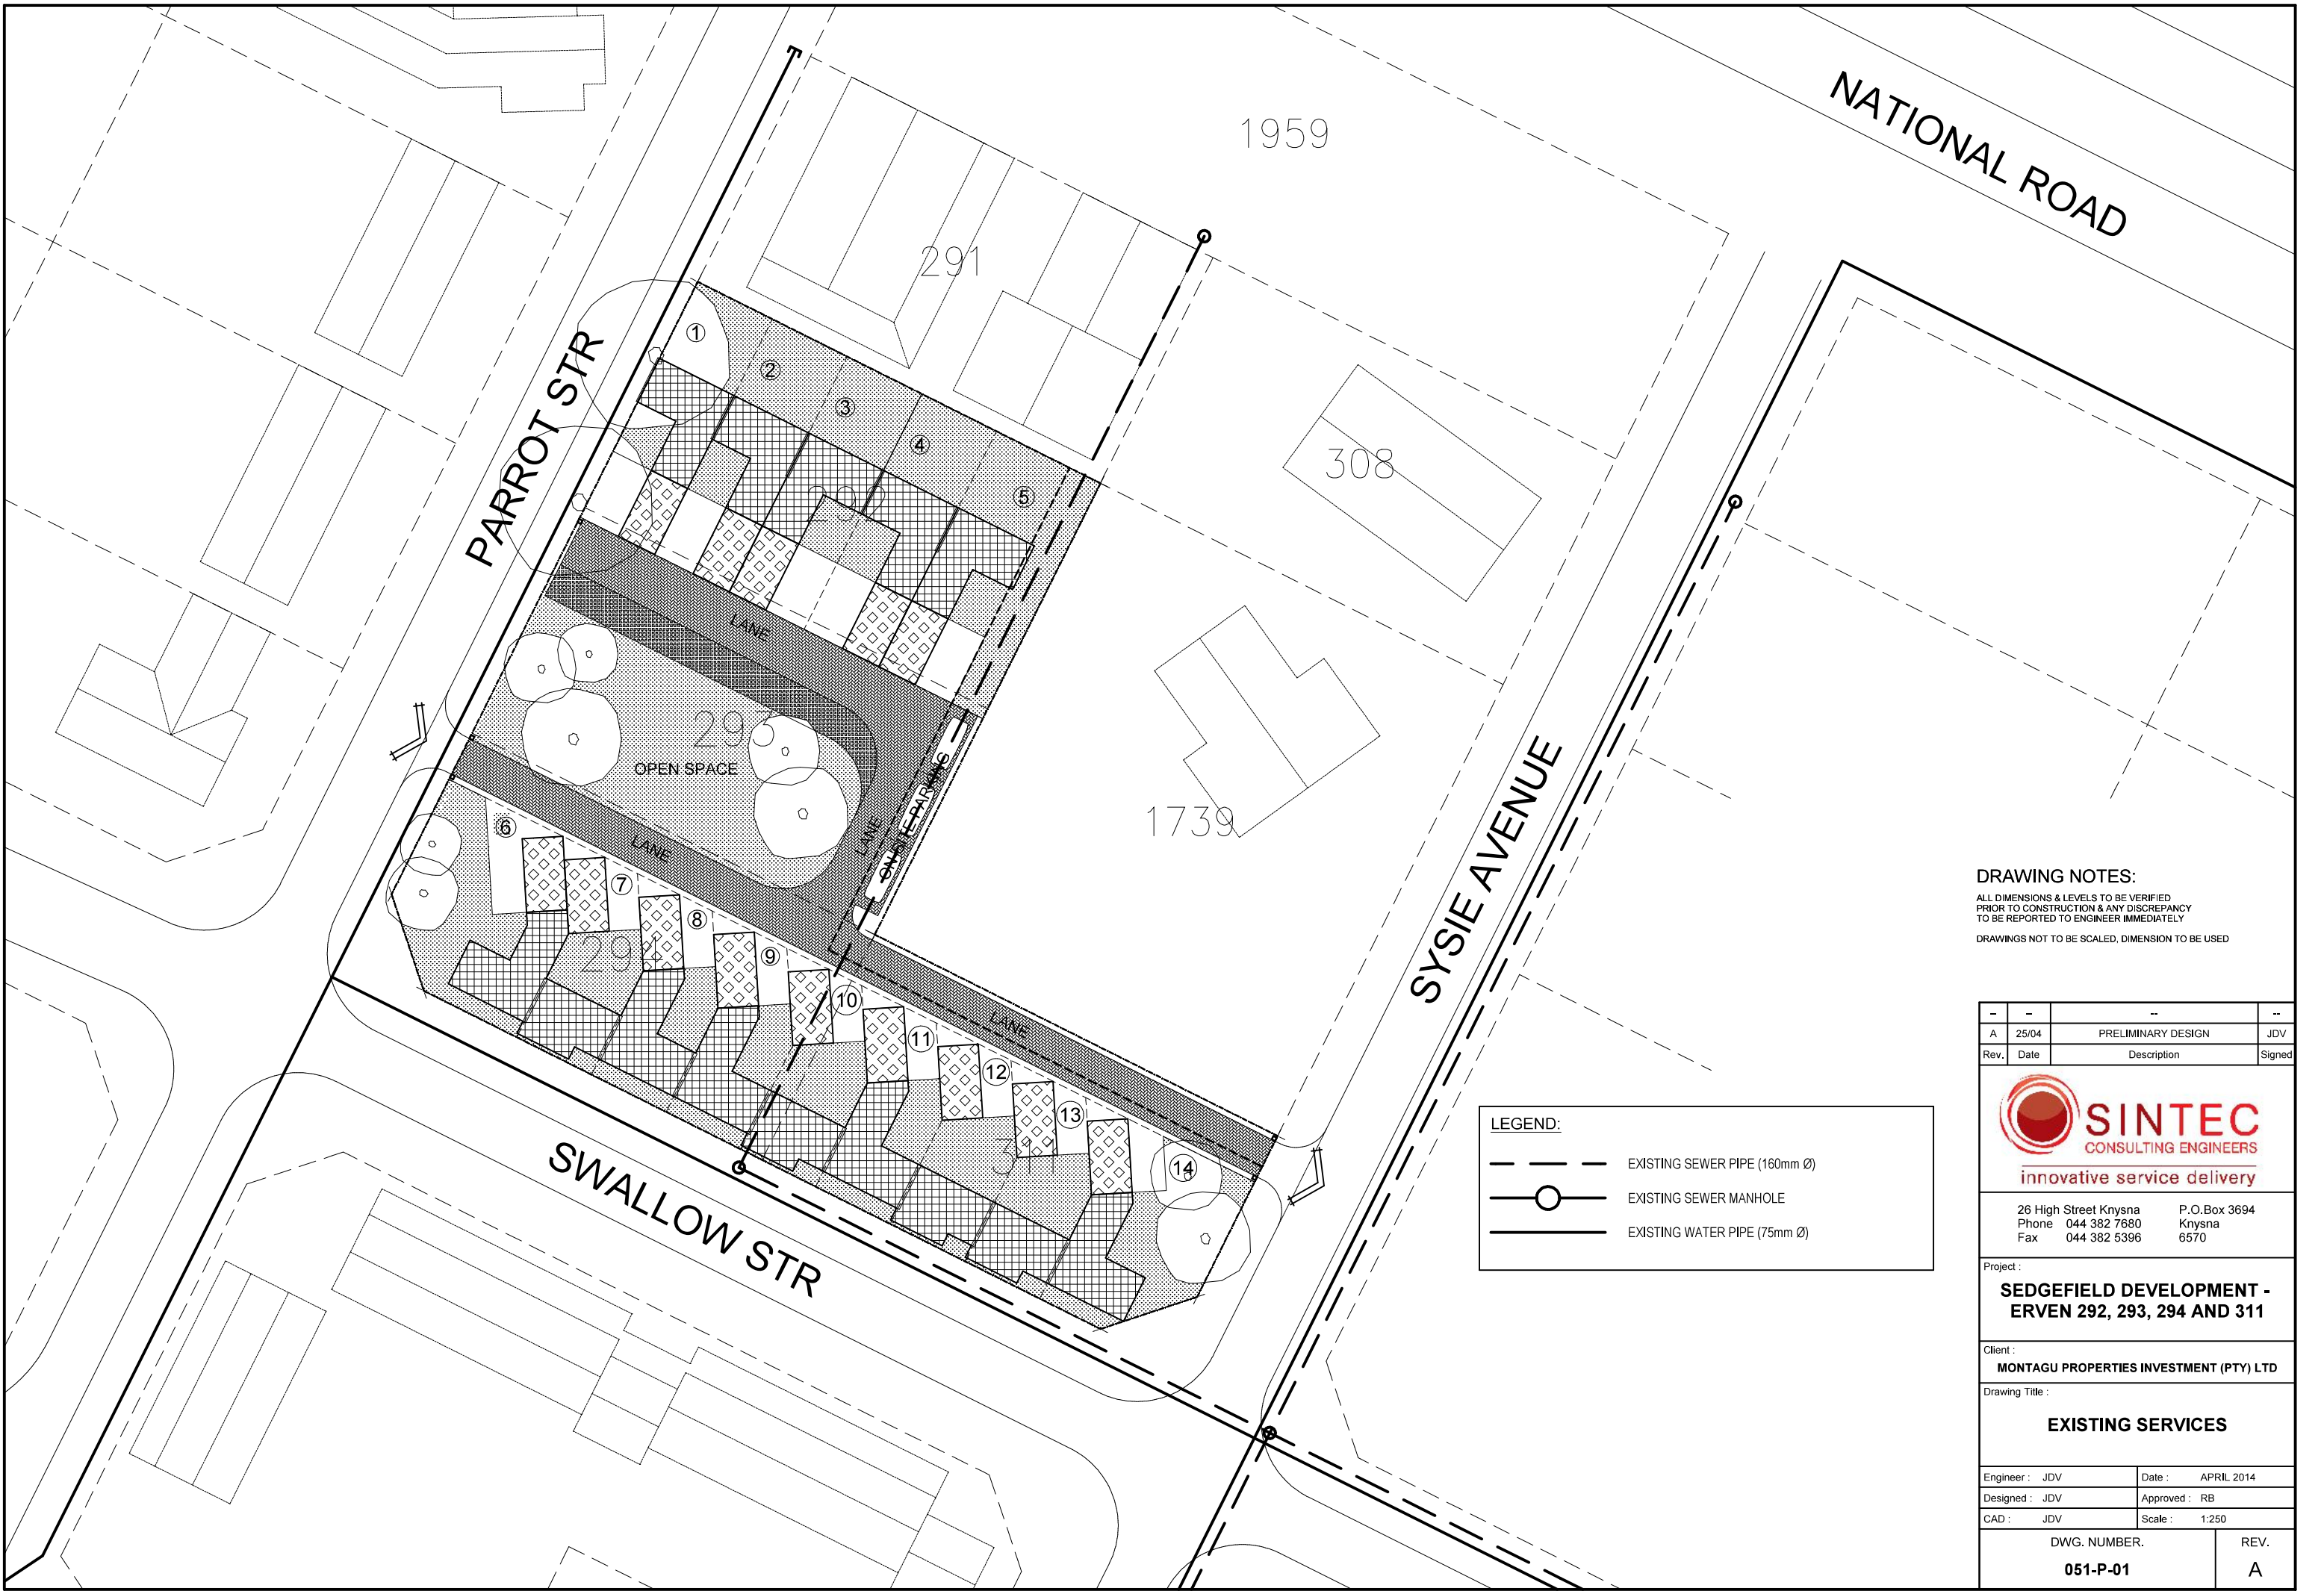 NATIONAL ROAD
1959
291
PARROT STR
1
2
3
4
5
292
308
LANE
293
OPEN SPACE
ON SITE PARKING
LANE
LANE
1739
SYSIE AVENUE
6
7
8
9
10
11
12
13
14
294
LANE
311
SWALLOW STR
DRAWING NOTES:
ALL DIMENSIONS & LEVELS TO BE VERIFIED
PRIOR TO CONSTRUCTION & ANY DISCREPANCY
TO BE REPORTED TO ENGINEER IMMEDIATELY
DRAWINGS NOT TO BE SCALED, DIMENSION TO BE USED
LEGEND:
EXISTING SEWER PIPE (160mm Ø)
EXISTING SEWER MANHOLE
EXISTING WATER PIPE (75mm Ø)
– – -- --
A 25/04 PRELIMINARY DESIGN JDV
Rev. Date Description Signed
SINTEC
CONSULTING ENGINEERS
innovative service delivery
26 High Street Knysna P.O.Box 3694
Phone 044 382 7680 Knysna
Fax 044 382 5396 6570
Project :
SEDGEFIELD DEVELOPMENT -
ERVEN 292, 293, 294 AND 311
Client :
MONTAGU PROPERTIES INVESTMENT (PTY) LTD
Drawing Title :
EXISTING SERVICES
Engineer : JDV Date : APRIL 2014
Designed : JDV Approved : RB
CAD : JDV Scale : 1:250
DWG. NUMBER. REV.
051-P-01 A